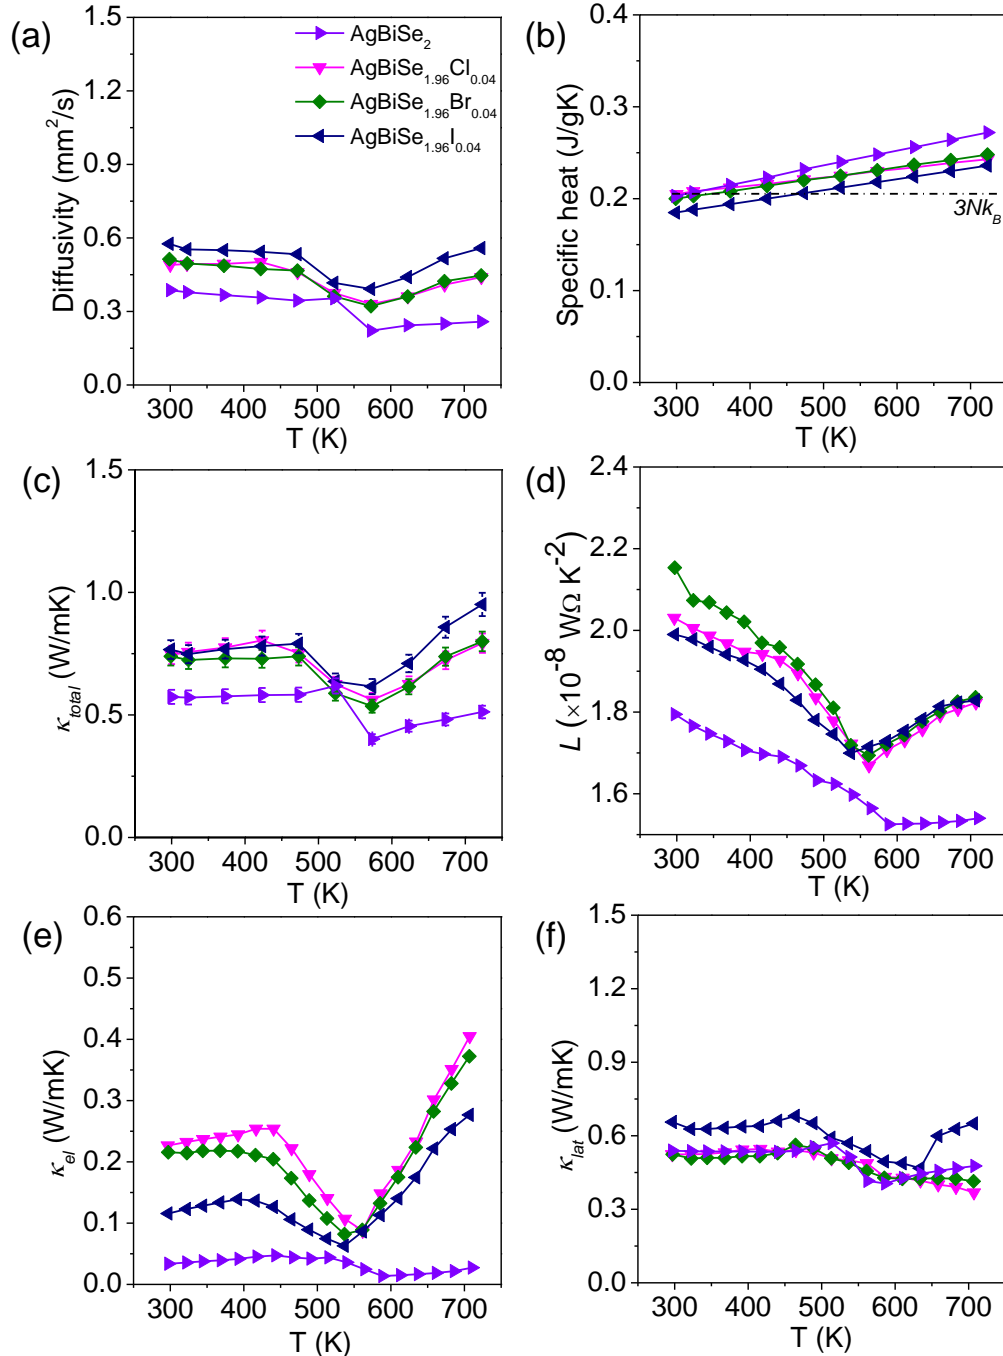 (a)
1.5
1.2
0.9
0.6
0.3
0.0
Diffusivity (mm²/s)
AgBiSe₂
AgBiSe₁.₉₆Cl₀.₀₄
AgBiSe₁.₉₆Br₀.₀₄
AgBiSe₁.₉₆I₀.₀₄
300 400 500 600 700
T (K)
(b)
0.4
0.3
0.2
0.1
0.0
Specific heat (J/gK)
3Nk_B
300 400 500 600 700
T (K)
(c)
1.5
1.0
0.5
0.0
κ_total (W/mK)
300 400 500 600 700
T (K)
(d)
2.4
2.2
2.0
1.8
1.6
L (×10⁻⁸ WΩ K⁻²)
300 400 500 600 700
T (K)
(e)
0.6
0.5
0.4
0.3
0.2
0.1
0.0
κ_el (W/mK)
300 400 500 600 700
T (K)
(f)
1.5
1.2
0.9
0.6
0.3
0.0
κ_lat (W/mK)
300 400 500 600 700
T (K)